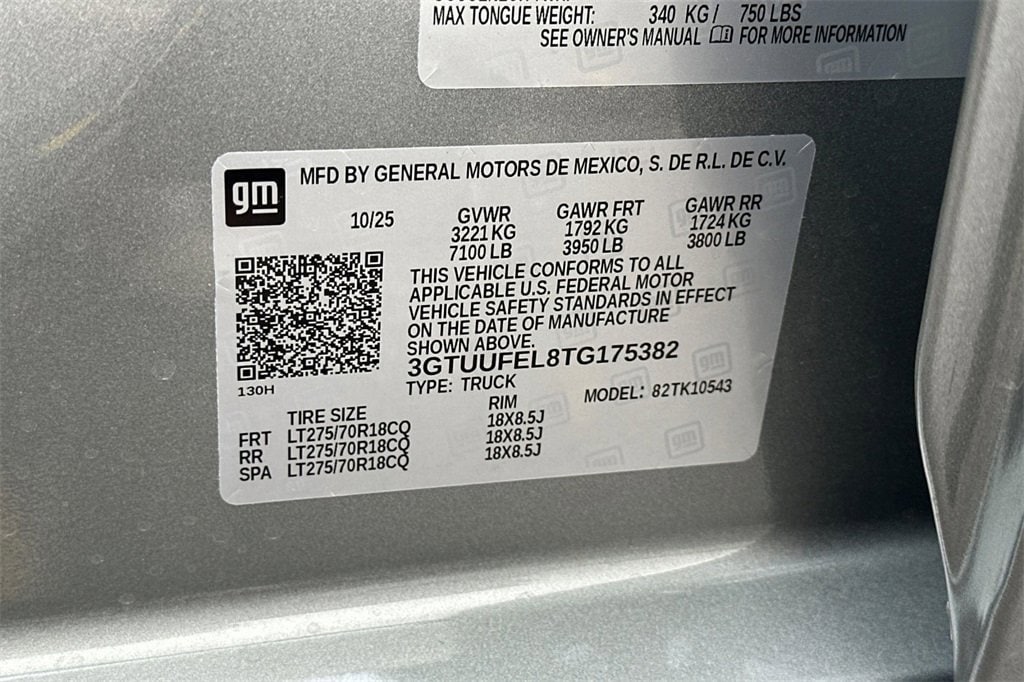 MAX TONGUE WEIGHT: 340 KG / 750 LBS
SEE OWNER'S MANUAL FOR MORE INFORMATION
gm
MFD BY GENERAL MOTORS DE MEXICO, S. DE R.L. DE C.V.
10/25 GVWR GAWR FRT GAWR RR
3221 KG 1792 KG 1724 KG
7100 LB 3950 LB 3800 LB
THIS VEHICLE CONFORMS TO ALL
APPLICABLE U.S. FEDERAL MOTOR
VEHICLE SAFETY STANDARDS IN EFFECT
ON THE DATE OF MANUFACTURE
SHOWN ABOVE.
3GTUUFEL8TG175382
130H
TYPE: TRUCK MODEL: 82TK10543
TIRE SIZE RIM
FRT LT275/70R18CQ 18X8.5J
RR LT275/70R18CQ 18X8.5J
SPA LT275/70R18CQ 18X8.5J